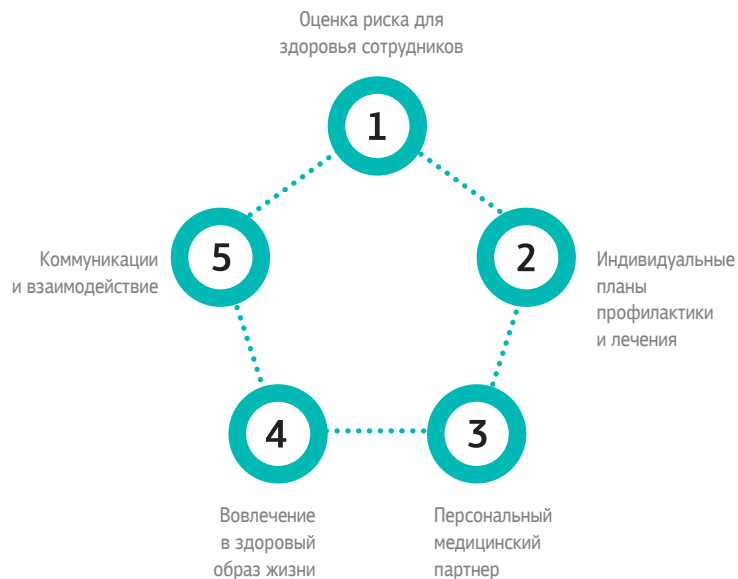 Оценка риска для
здоровья сотрудников
1
2
Индивидуальные
планы
профилактики
и лечения
3
Персональный
медицинский
партнер
4
Вовлечение
в здоровый
образ жизни
5
Коммуникации
и взаимодействие